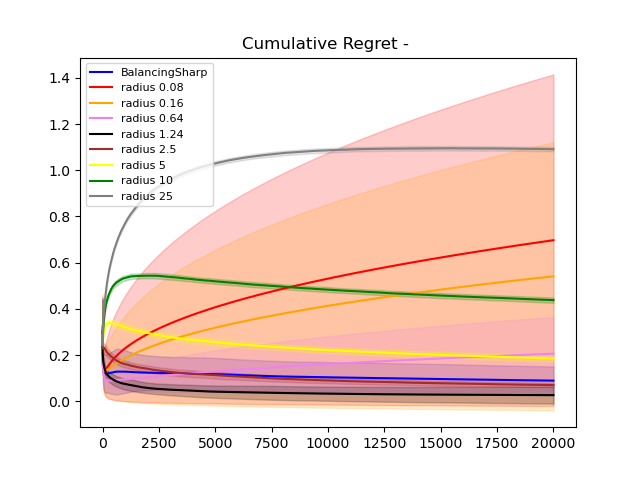 Cumulative Regret -
1.4
1.2
1.0
0.8
0.6
0.4
0.2
0.0
BalancingSharp
radius 0.08
radius 0.16
radius 0.64
radius 1.24
radius 2.5
radius 5
radius 10
radius 25
0 2500 5000 7500 10000 12500 15000 17500 20000